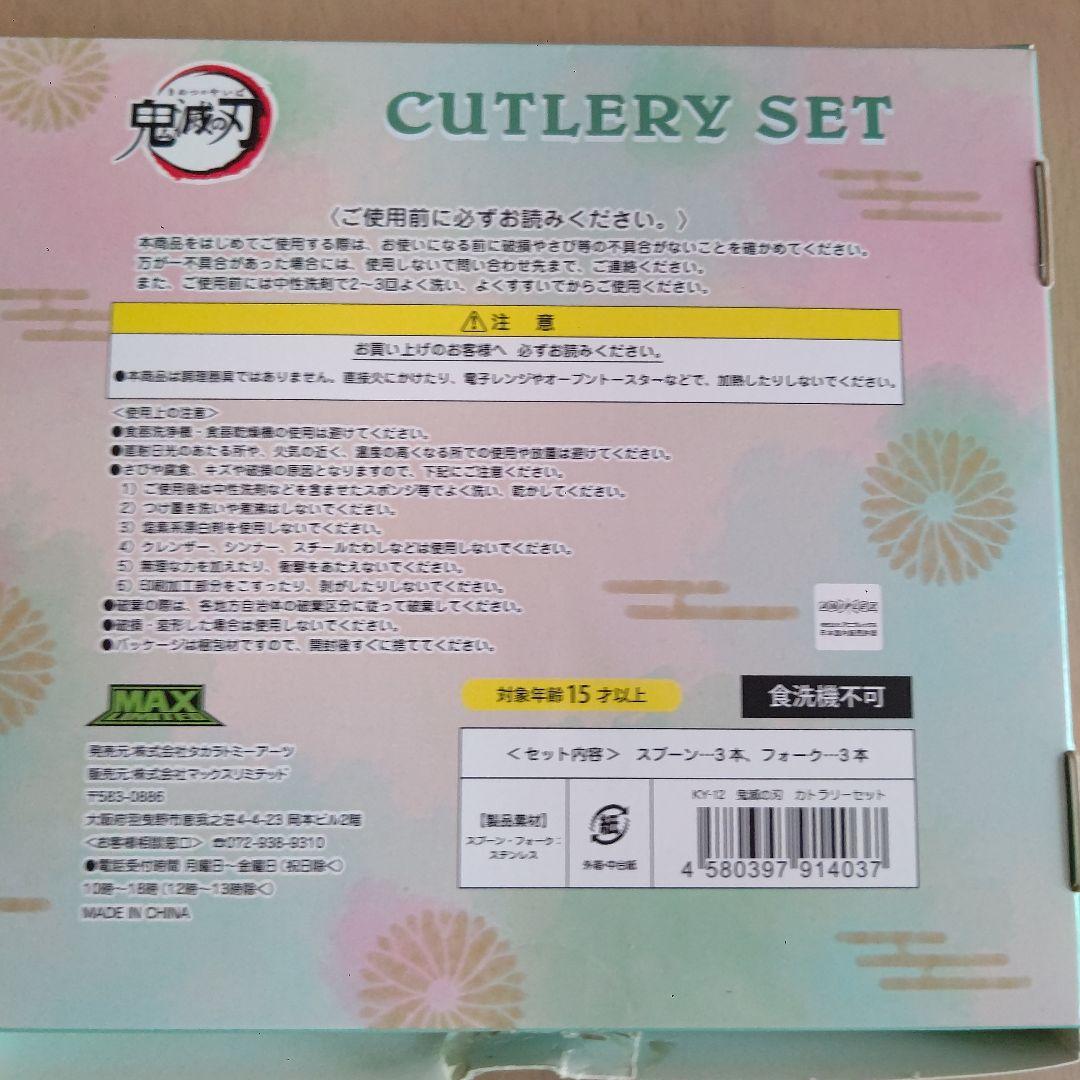 きめつのやいば
鬼滅の刃
CUTLERY SET
〈ご使用前に必ずお読みください。〉
本商品をはじめてご使用する際は、お使いになる前に破損やさび等の不具合がないことを確かめてください。
万が一不具合があった場合には、使用しないで問い合わせ先まで、ご連絡ください。
また、ご使用前には中性洗剤で2〜3回よく洗い、よくすすいでからご使用ください。
⚠注 意
お買い上げのお客様へ 必ずお読みください。
●本商品は調理器具ではありません。直接火にかけたり、電子レンジやオーブントースターなどで、加熱したりしないでください。
＜使用上の注意＞
●食器洗浄機・食器乾燥機の使用は避けてください。
●直射日光のあたる所や、火気の近く、温度の高くなる所での使用や放置は避けてください。
●さびや腐食、キズや破損の原因となりますので、下記にご注意ください。
1）ご使用後は中性洗剤などを含ませたスポンジ等でよく洗い、乾かしてください。
2）つけ置き洗いや煮沸はしないでください。
3）塩素系漂白剤を使用しないでください。
4）クレンザー、シンナー、スチールたわしなどは使用しないでください。
5）無理な力を加えたり、衝撃をあたえないでください。
6）印刷加工部分をこすったり、剥がしたりしないでください。
●破棄の際は、各地方自治体の破棄区分に従って破棄してください。
●破損・変形した場合は使用しないでください。
●パッケージは梱包材ですので、開封後すぐに捨ててください。
MAX
LIMITED
対象年齢15才以上
食洗機不可
発売元:株式会社タカラトミーアーツ
販売元:株式会社マックスリミテッド
〒583-0886
大阪府羽曳野市恵我之荘4-4-23 岡本ビル2階
＜お客様相談窓口＞ ☎072-938-9310
●電話受付時間 月曜日〜金曜日（祝日除く）
10時〜18時（12時〜13時除く）
MADE IN CHINA
＜セット内容＞ スプーン…3本、フォーク…3本
【製品素材】
スプーン・フォーク：
ステンレス
紙
外箱・中台紙
KY-12 鬼滅の刃 カトラリーセット
4 580397 914037